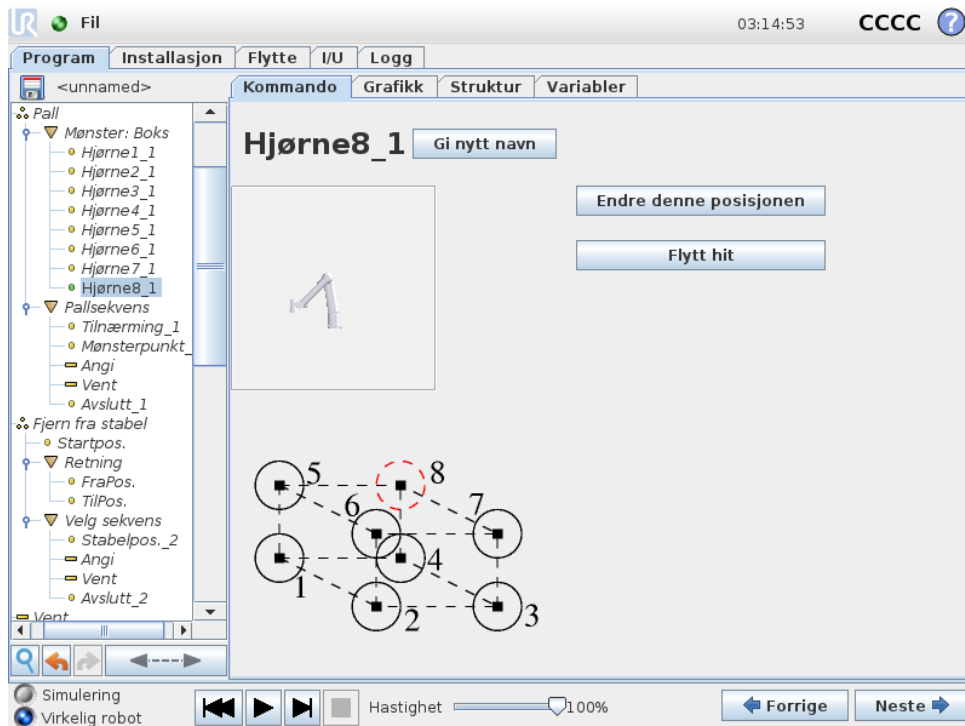 UR Fil 03:14:53 CCCC ?
Program Installasjon Flytte I/U Logg
<unnamed> Kommando Grafikk Struktur Variabler
Pall
Mønster: Boks
Hjørne1_1
Hjørne2_1
Hjørne3_1
Hjørne4_1
Hjørne5_1
Hjørne6_1
Hjørne7_1
Hjørne8_1
Pallsekvens
Tilnærming_1
Mønsterpunkt_
Angi
Vent
Avslutt_1
Fjern fra stabel
Startpos.
Retning
FraPos.
TilPos.
Velg sekvens
Stabelpos._2
Angi
Vent
Avslutt_2
Vent
Hjørne8_1 Gi nytt navn
Endre denne posisjonen
Flytt hit
5 8
6 7
1 4
2 3
Simulering
Virkelig robot
Hastighet 100% Forrige Neste